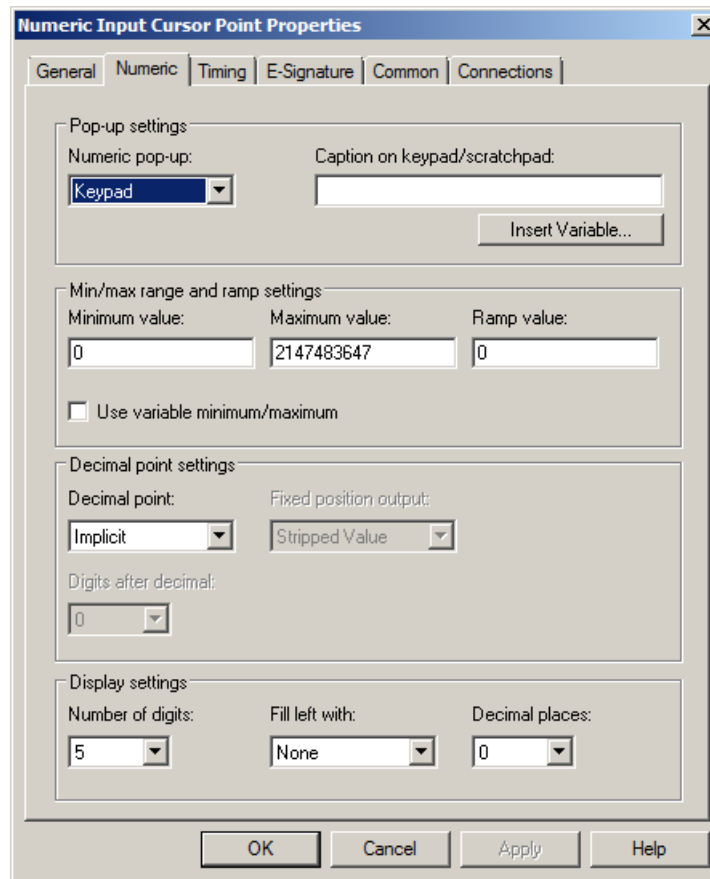 Numeric Input Cursor Point Properties
General Numeric Timing E-Signature Common Connections
Pop-up settings
Numeric pop-up: Caption on keypad/scratchpad:
Keypad
Insert Variable...
Min/max range and ramp settings
Minimum value: Maximum value: Ramp value:
0 2147483647 0
Use variable minimum/maximum
Decimal point settings
Decimal point: Fixed position output:
Implicit Stripped Value
Digits after decimal:
0
Display settings
Number of digits: Fill left with: Decimal places:
5 None 0
OK Cancel Apply Help